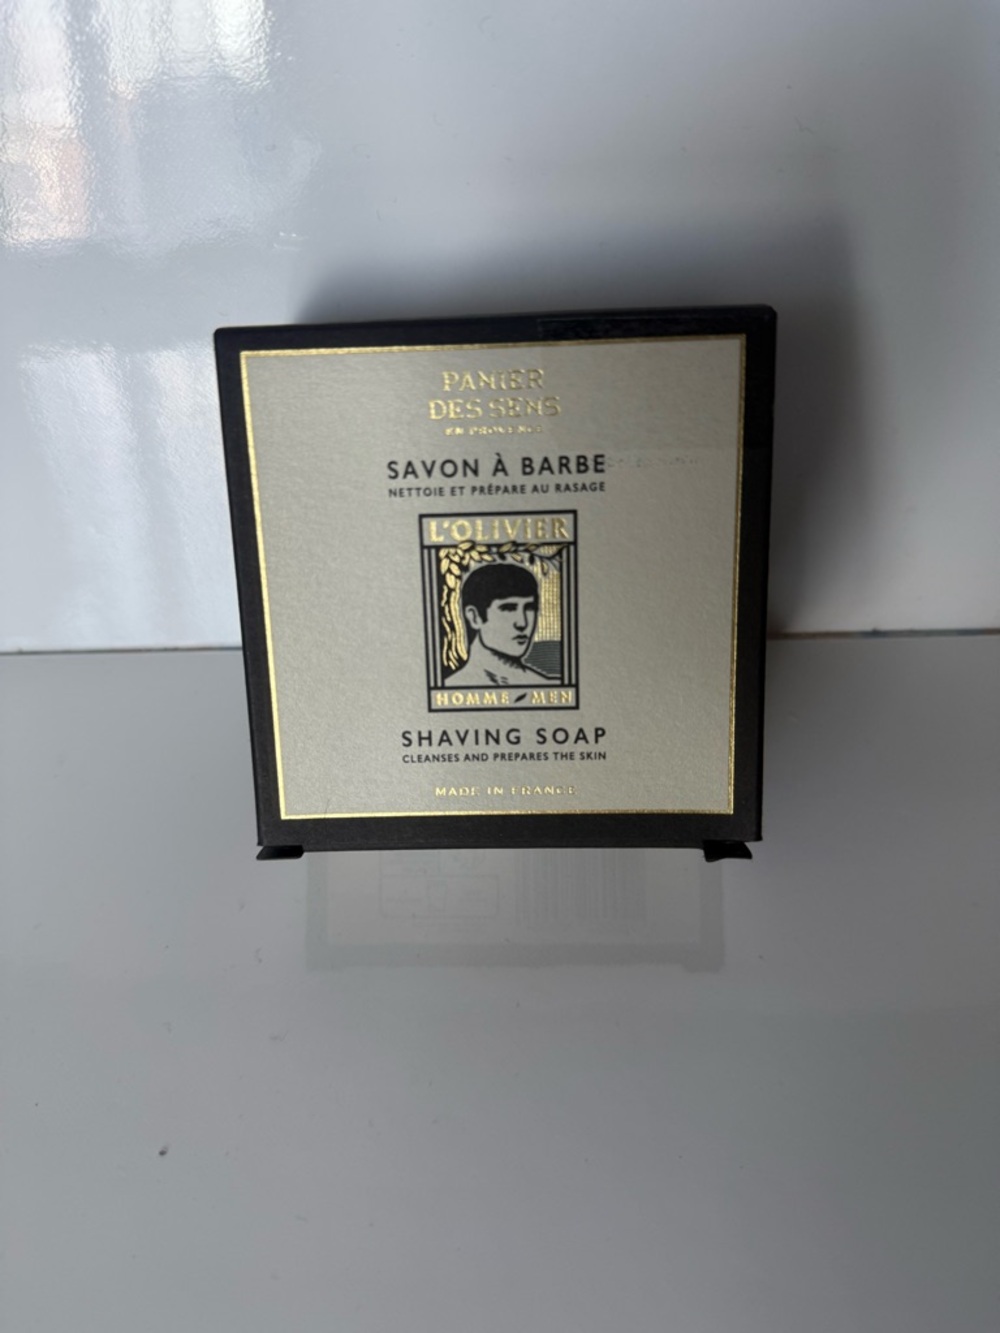 PANIER
DES SENS
EN PROVENCE
SAVON À BARBE
NETTOIE ET PRÉPARE AU RASAGE
L'OLIVIER
HOMME MEN
SHAVING SOAP
CLEANSES AND PREPARES THE SKIN
MADE IN FRANCE